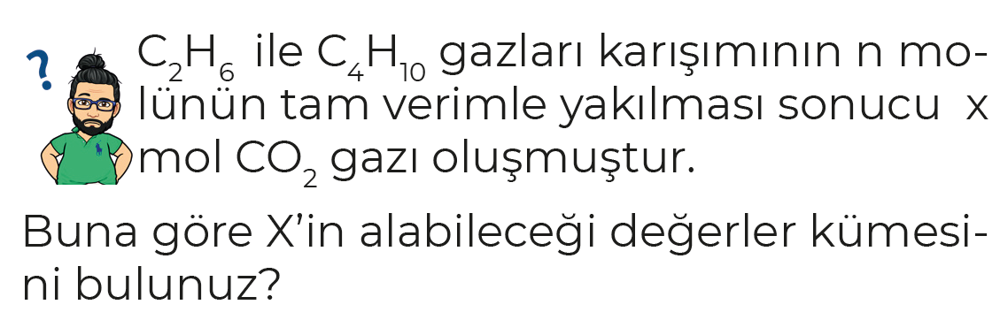 ?
C₂H₆ ile C₄H₁₀ gazları karışımının n mo-
lünün tam verimle yakılması sonucu x
mol CO₂ gazı oluşmuştur.
Buna göre X’in alabileceği değerler kümesi-
ni bulunuz?